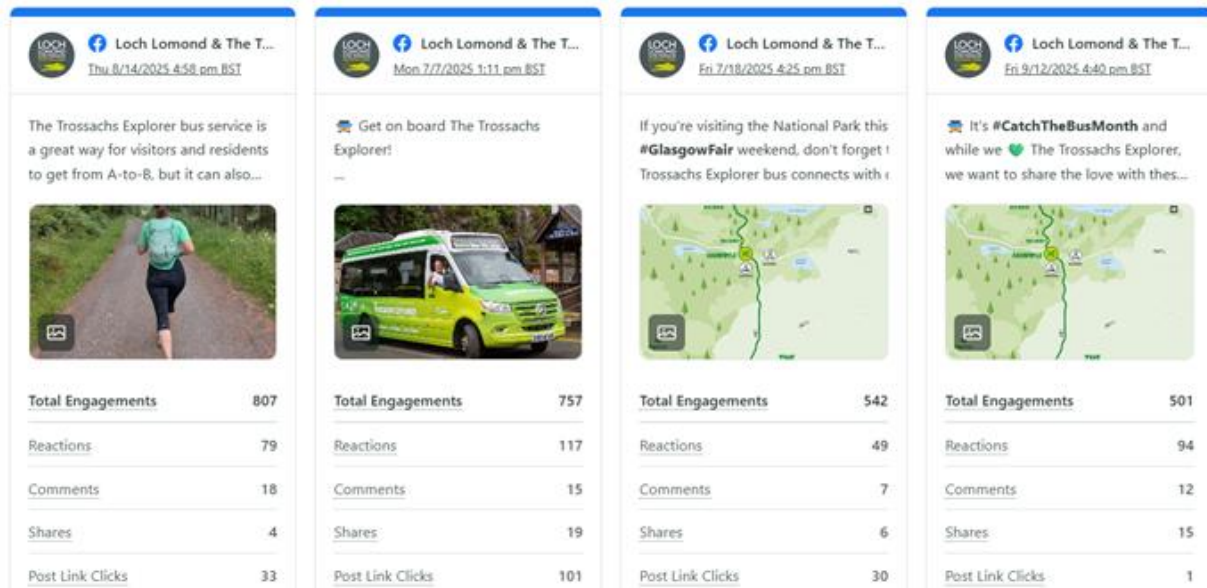 Loch Lomond & The T...
Thu 8/14/2025 4:58 pm BST
The Trossachs Explorer bus service is
a great way for visitors and residents
to get from A-to-B, but it can also...
Total Engagements 807
Reactions 79
Comments 18
Shares 4
Post Link Clicks 33
Loch Lomond & The T...
Mon 7/7/2025 1:11 pm BST
Get on board The Trossachs
Explorer!
...
Total Engagements 757
Reactions 117
Comments 15
Shares 19
Post Link Clicks 101
Loch Lomond & The T...
Fri 7/18/2025 4:25 pm BST
If you're visiting the National Park this
#GlasgowFair weekend, don't forget
Trossachs Explorer bus connects with
Total Engagements 542
Reactions 49
Comments 7
Shares 6
Post Link Clicks 30
Loch Lomond & The T...
Fri 9/12/2025 4:40 pm BST
It's #CatchTheBusMonth and
while we 💚 The Trossachs Explorer,
we want to share the love with thes...
Total Engagements 501
Reactions 94
Comments 12
Shares 15
Post Link Clicks 1